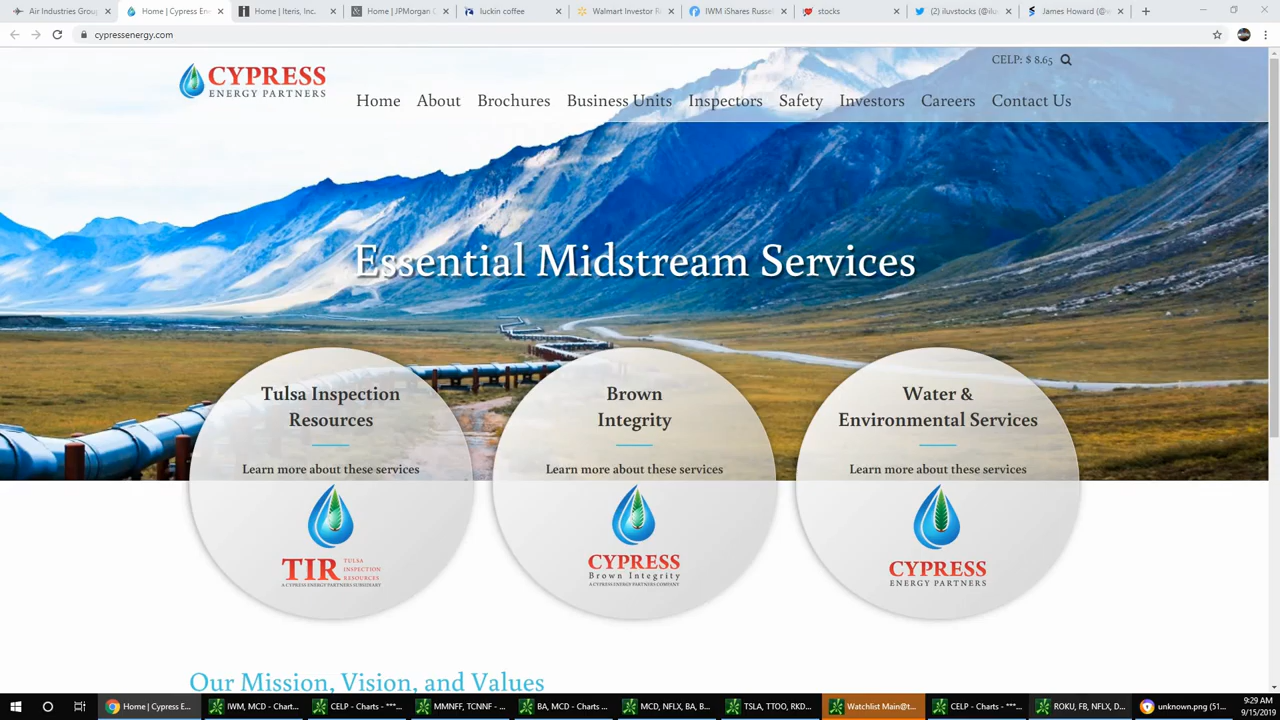 Air Industries Group
Home | Cypress En
Home | Iteris, Inc.
Home | JPMorgan C
luckin coffee
Walmart Investor R
IWM iShares Russel
stocks
(2) iluvstocks (@ilu
James Howard (@
cypressenergy.com
CELP: $ 8.65
CYPRESS
ENERGY PARTNERS
Home About Brochures Business Units Inspectors Safety Investors Careers Contact Us
Essential Midstream Services
Tulsa Inspection
Resources
Learn more about these services
TIR TULSA
INSPECTION
RESOURCES
A CYPRESS ENERGY PARTNERS SUBSIDIARY
Brown
Integrity
Learn more about these services
CYPRESS
Brown Integrity
A CYPRESS ENERGY PARTNERS COMPANY
Water &
Environmental Services
Learn more about these services
CYPRESS
ENERGY PARTNERS
Our Mission, Vision, and Values
Cypress E...
IWM, MCD - Chart...
CELP - Charts - ***...
MMNFF, TCNNF - ...
BA, MCD - Charts ...
MCD, NFLX, BA, B...
TSLA, TTOO, RKD...
Watchlist Main@t...
CELP - Charts - ***...
ROKU, FB, NFLX, D...
unknown.png (51...
9:29 AM
9/15/2019